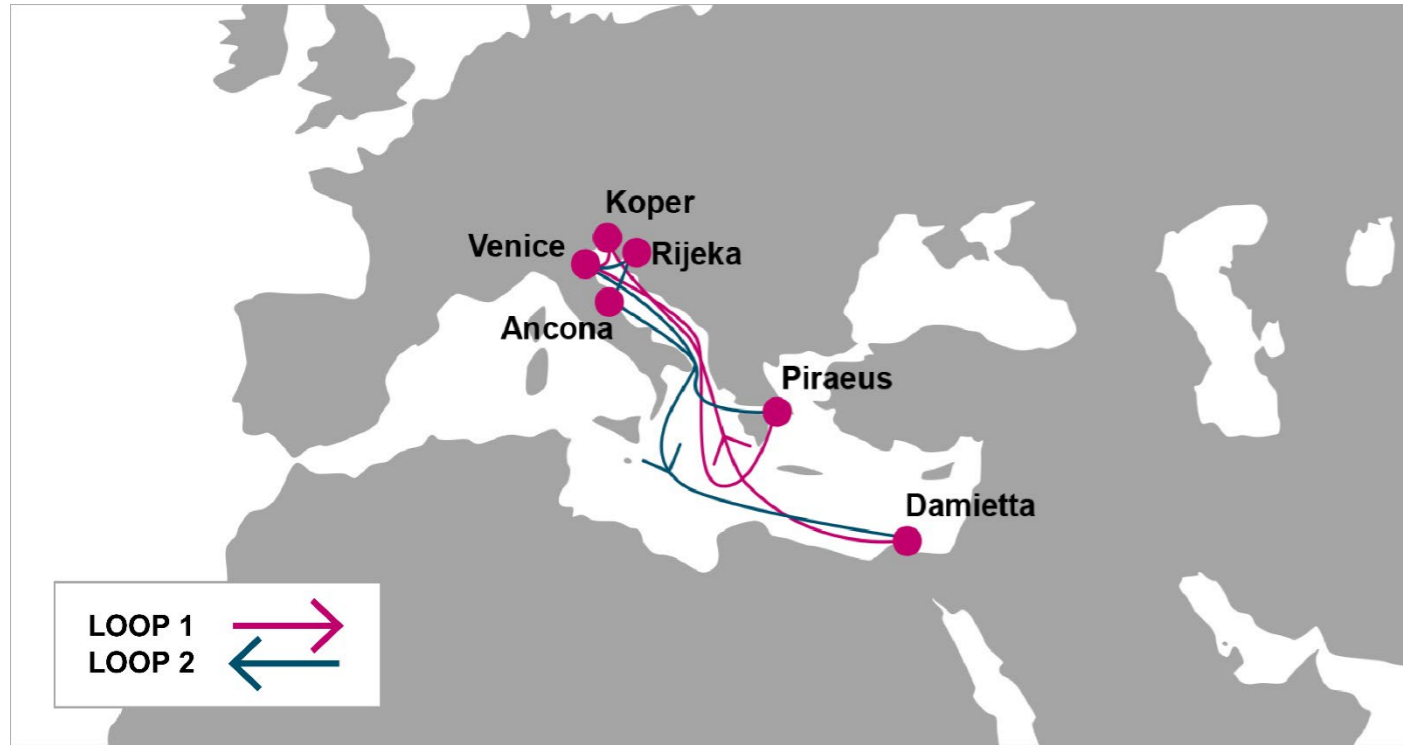 Koper
Venice
Rijeka
Ancona
Piraeus
Damietta
LOOP 1
LOOP 2